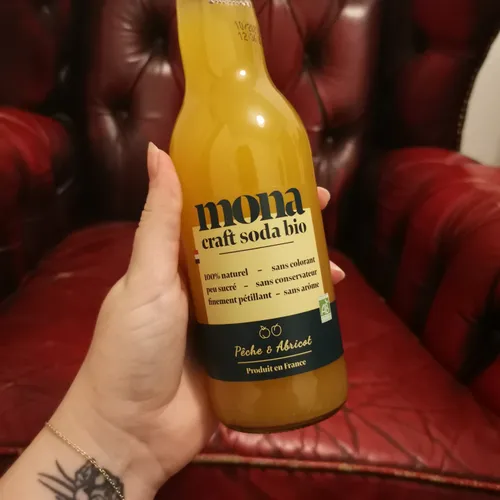 mona
craft soda bio
100% naturel – sans colorant
peu sucré – sans conservateur
finement pétillant – sans arôme
Pêche & Abricot
Produit en France